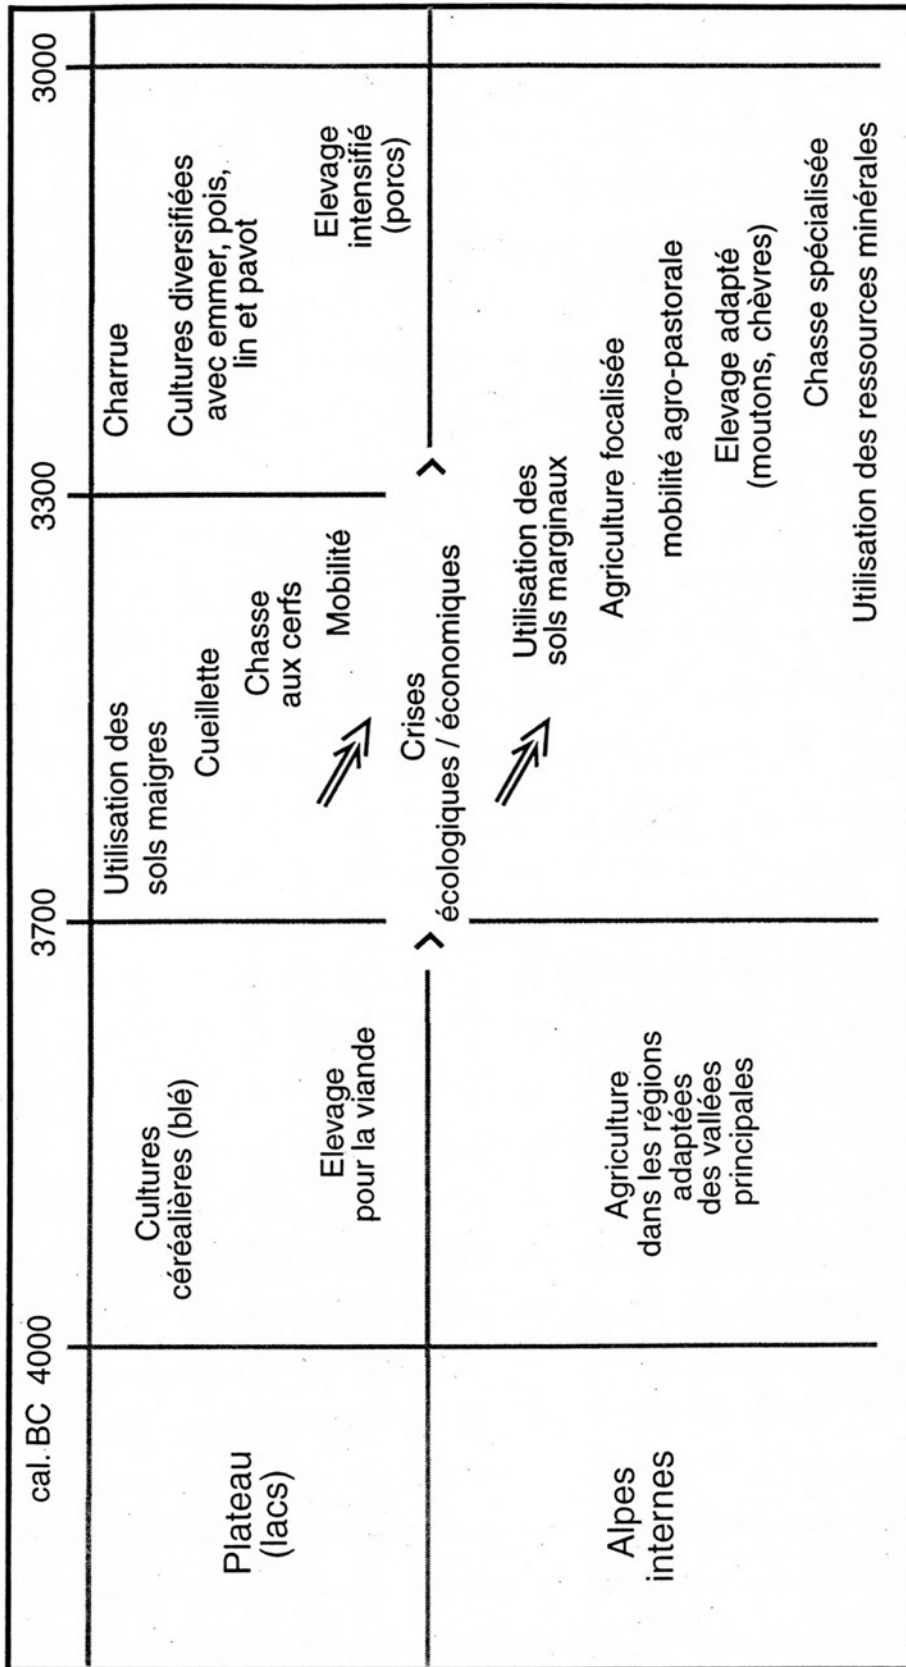 cal. BC 4000
3700
3300
3000
Plateau
(lacs)
Cultures
céréalières (blé)
Elevage
pour la viande
Utilisation des
sols maigres
Cueillette
Chasse
aux cerfs
Mobilité
Charrue
Cultures diversifiées
avec emmer, pois,
lin et pavot
Elevage
intensifié
(porcs)
Crises
écologiques / économiques
Alpes
internes
Agriculture
dans les régions
adaptées
des vallées
principales
Utilisation des
sols marginaux
Agriculture focalisée
mobilité agro-pastorale
Elevage adapté
(moutons, chèvres)
Chasse spécialisée
Utilisation des ressources minérales